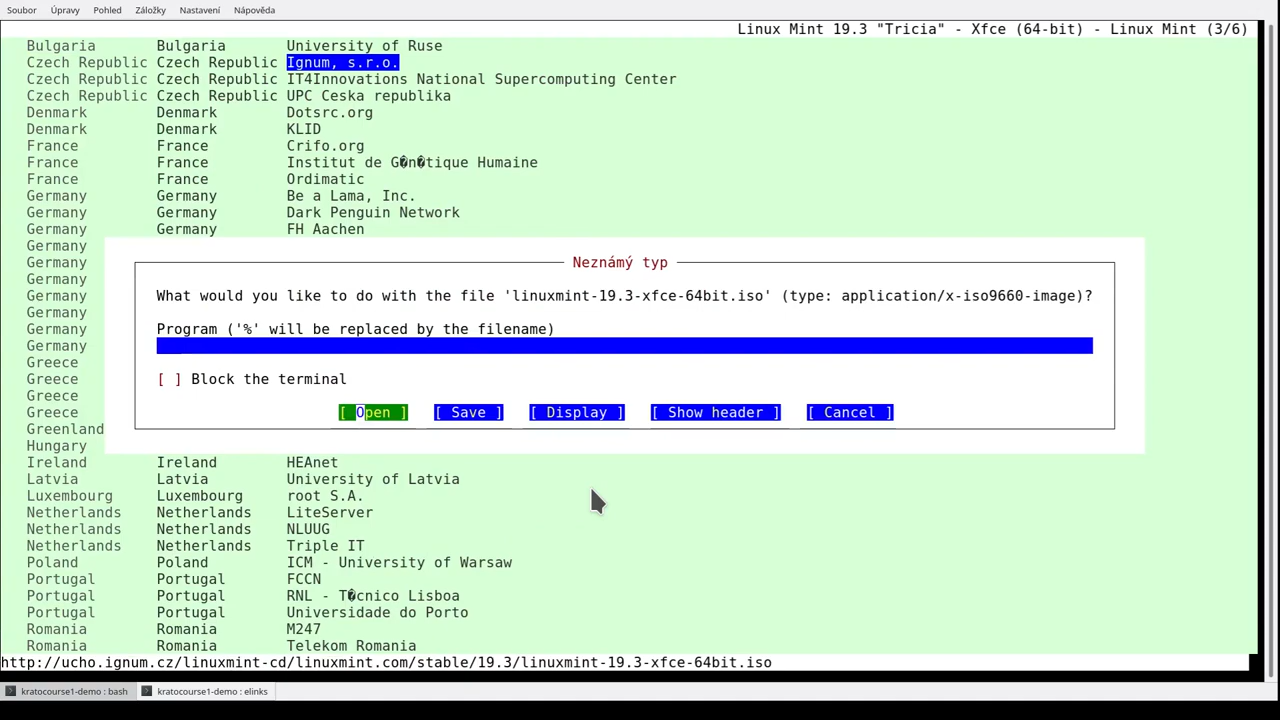 Soubor Úpravy Pohled Záložky Nastavení Nápověda
Linux Mint 19.3 "Tricia" - Xfce (64-bit) - Linux Mint (3/6)
Bulgaria Bulgaria University of Ruse
Czech Republic Czech Republic Ignum, s.r.o.
Czech Republic Czech Republic IT4Innovations National Supercomputing Center
Czech Republic Czech Republic UPC Ceska republika
Denmark Denmark Dotsrc.org
Denmark Denmark KLID
France France Crifo.org
France France Institut de G�n�tique Humaine
France France Ordimatic
Germany Germany Be a Lama, Inc.
Germany Germany Dark Penguin Network
Germany Germany FH Aachen
Germany
Germany
Germany
Germany
Germany
Germany
Germany
Greece
Greece
Greece
Greece
Greenland
Hungary
Neznámý typ
What would you like to do with the file 'linuxmint-19.3-xfce-64bit.iso' (type: application/x-iso9660-image)?
Program ('%' will be replaced by the filename)
[ ] Block the terminal
[ Open ] [ Save ] [ Display ] [ Show header ] [ Cancel ]
Ireland Ireland HEAnet
Latvia Latvia University of Latvia
Luxembourg Luxembourg root S.A.
Netherlands Netherlands LiteServer
Netherlands Netherlands NLUUG
Netherlands Netherlands Triple IT
Poland Poland ICM - University of Warsaw
Portugal Portugal FCCN
Portugal Portugal RNL - T�cnico Lisboa
Portugal Portugal Universidade do Porto
Romania Romania M247
Romania Romania Telekom Romania
http://ucho.ignum.cz/linuxmint-cd/linuxmint.com/stable/19.3/linuxmint-19.3-xfce-64bit.iso
kratocourse1-demo : bash kratocourse1-demo : elinks